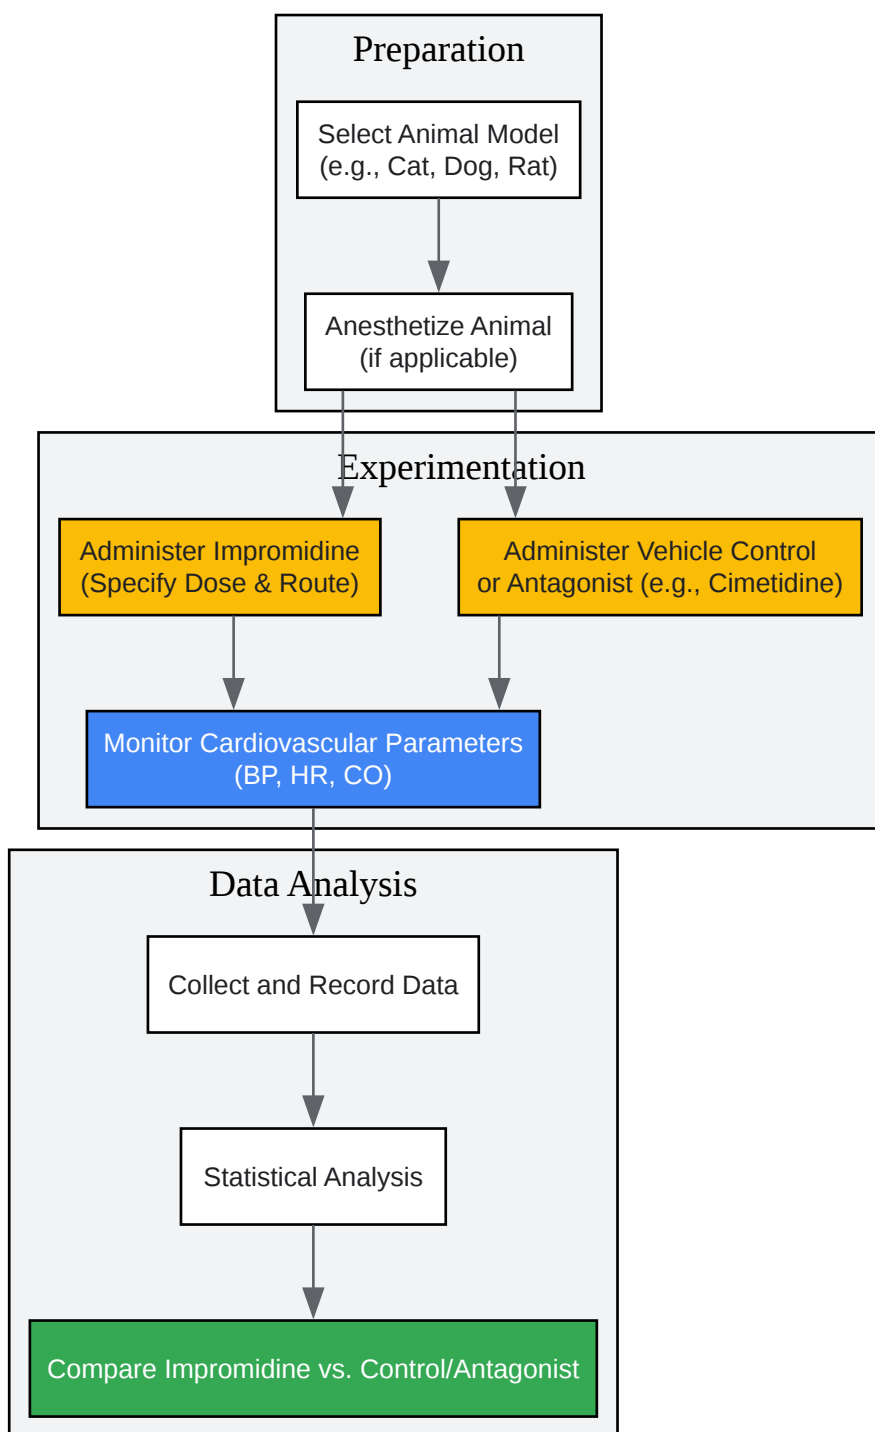 Preparation
Select Animal Model
(e.g., Cat, Dog, Rat)
Anesthetize Animal
(if applicable)
Experimentation
Administer Impromidine
(Specify Dose & Route)
Administer Vehicle Control
or Antagonist (e.g., Cimetidine)
Monitor Cardiovascular Parameters
(BP, HR, CO)
Data Analysis
Collect and Record Data
Statistical Analysis
Compare Impromidine vs. Control/Antagonist